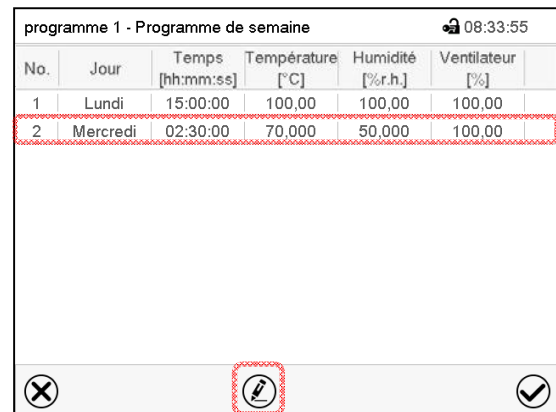 programme 1 - Programme de semaine 08:33:55
No. Jour Temps [hh:mm:ss] Température [°C] Humidité [%r.h.] Ventilateur [%]
1 Lundi 15:00:00 100,00 100,00 100,00
2 Mercredi 02:30:00 70,000 50,000 100,00